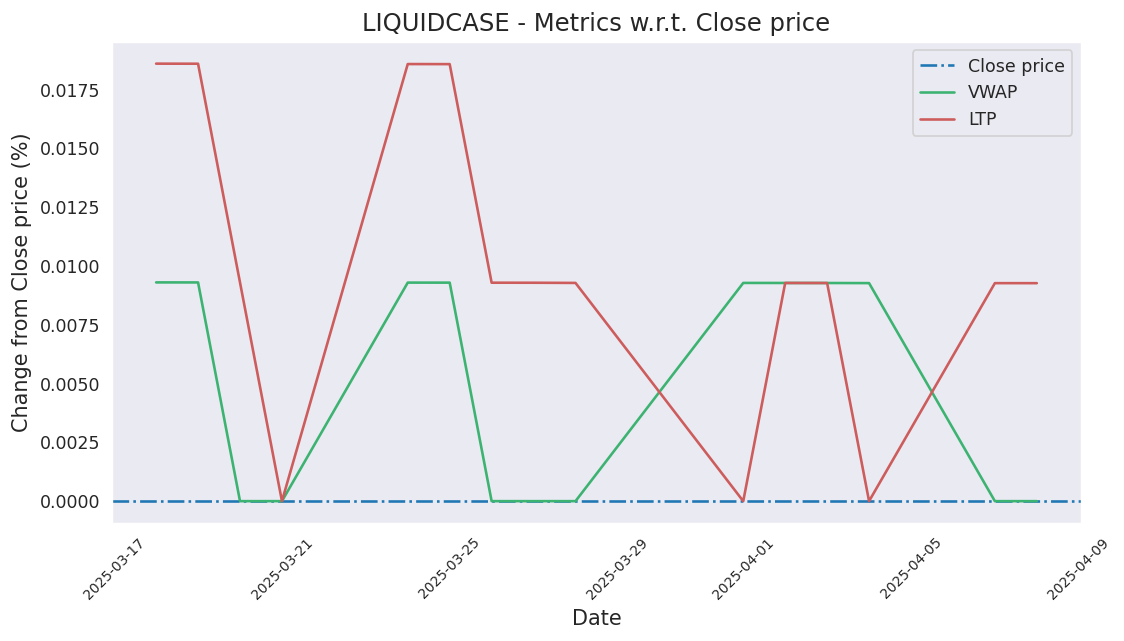 LIQUIDCASE - Metrics w.r.t. Close price
Close price
VWAP
LTP
Change from Close price (%)
0.0175
0.0150
0.0125
0.0100
0.0075
0.0050
0.0025
0.0000
2025-03-17
2025-03-21
2025-03-25
2025-03-29
2025-04-01
2025-04-05
2025-04-09
Date